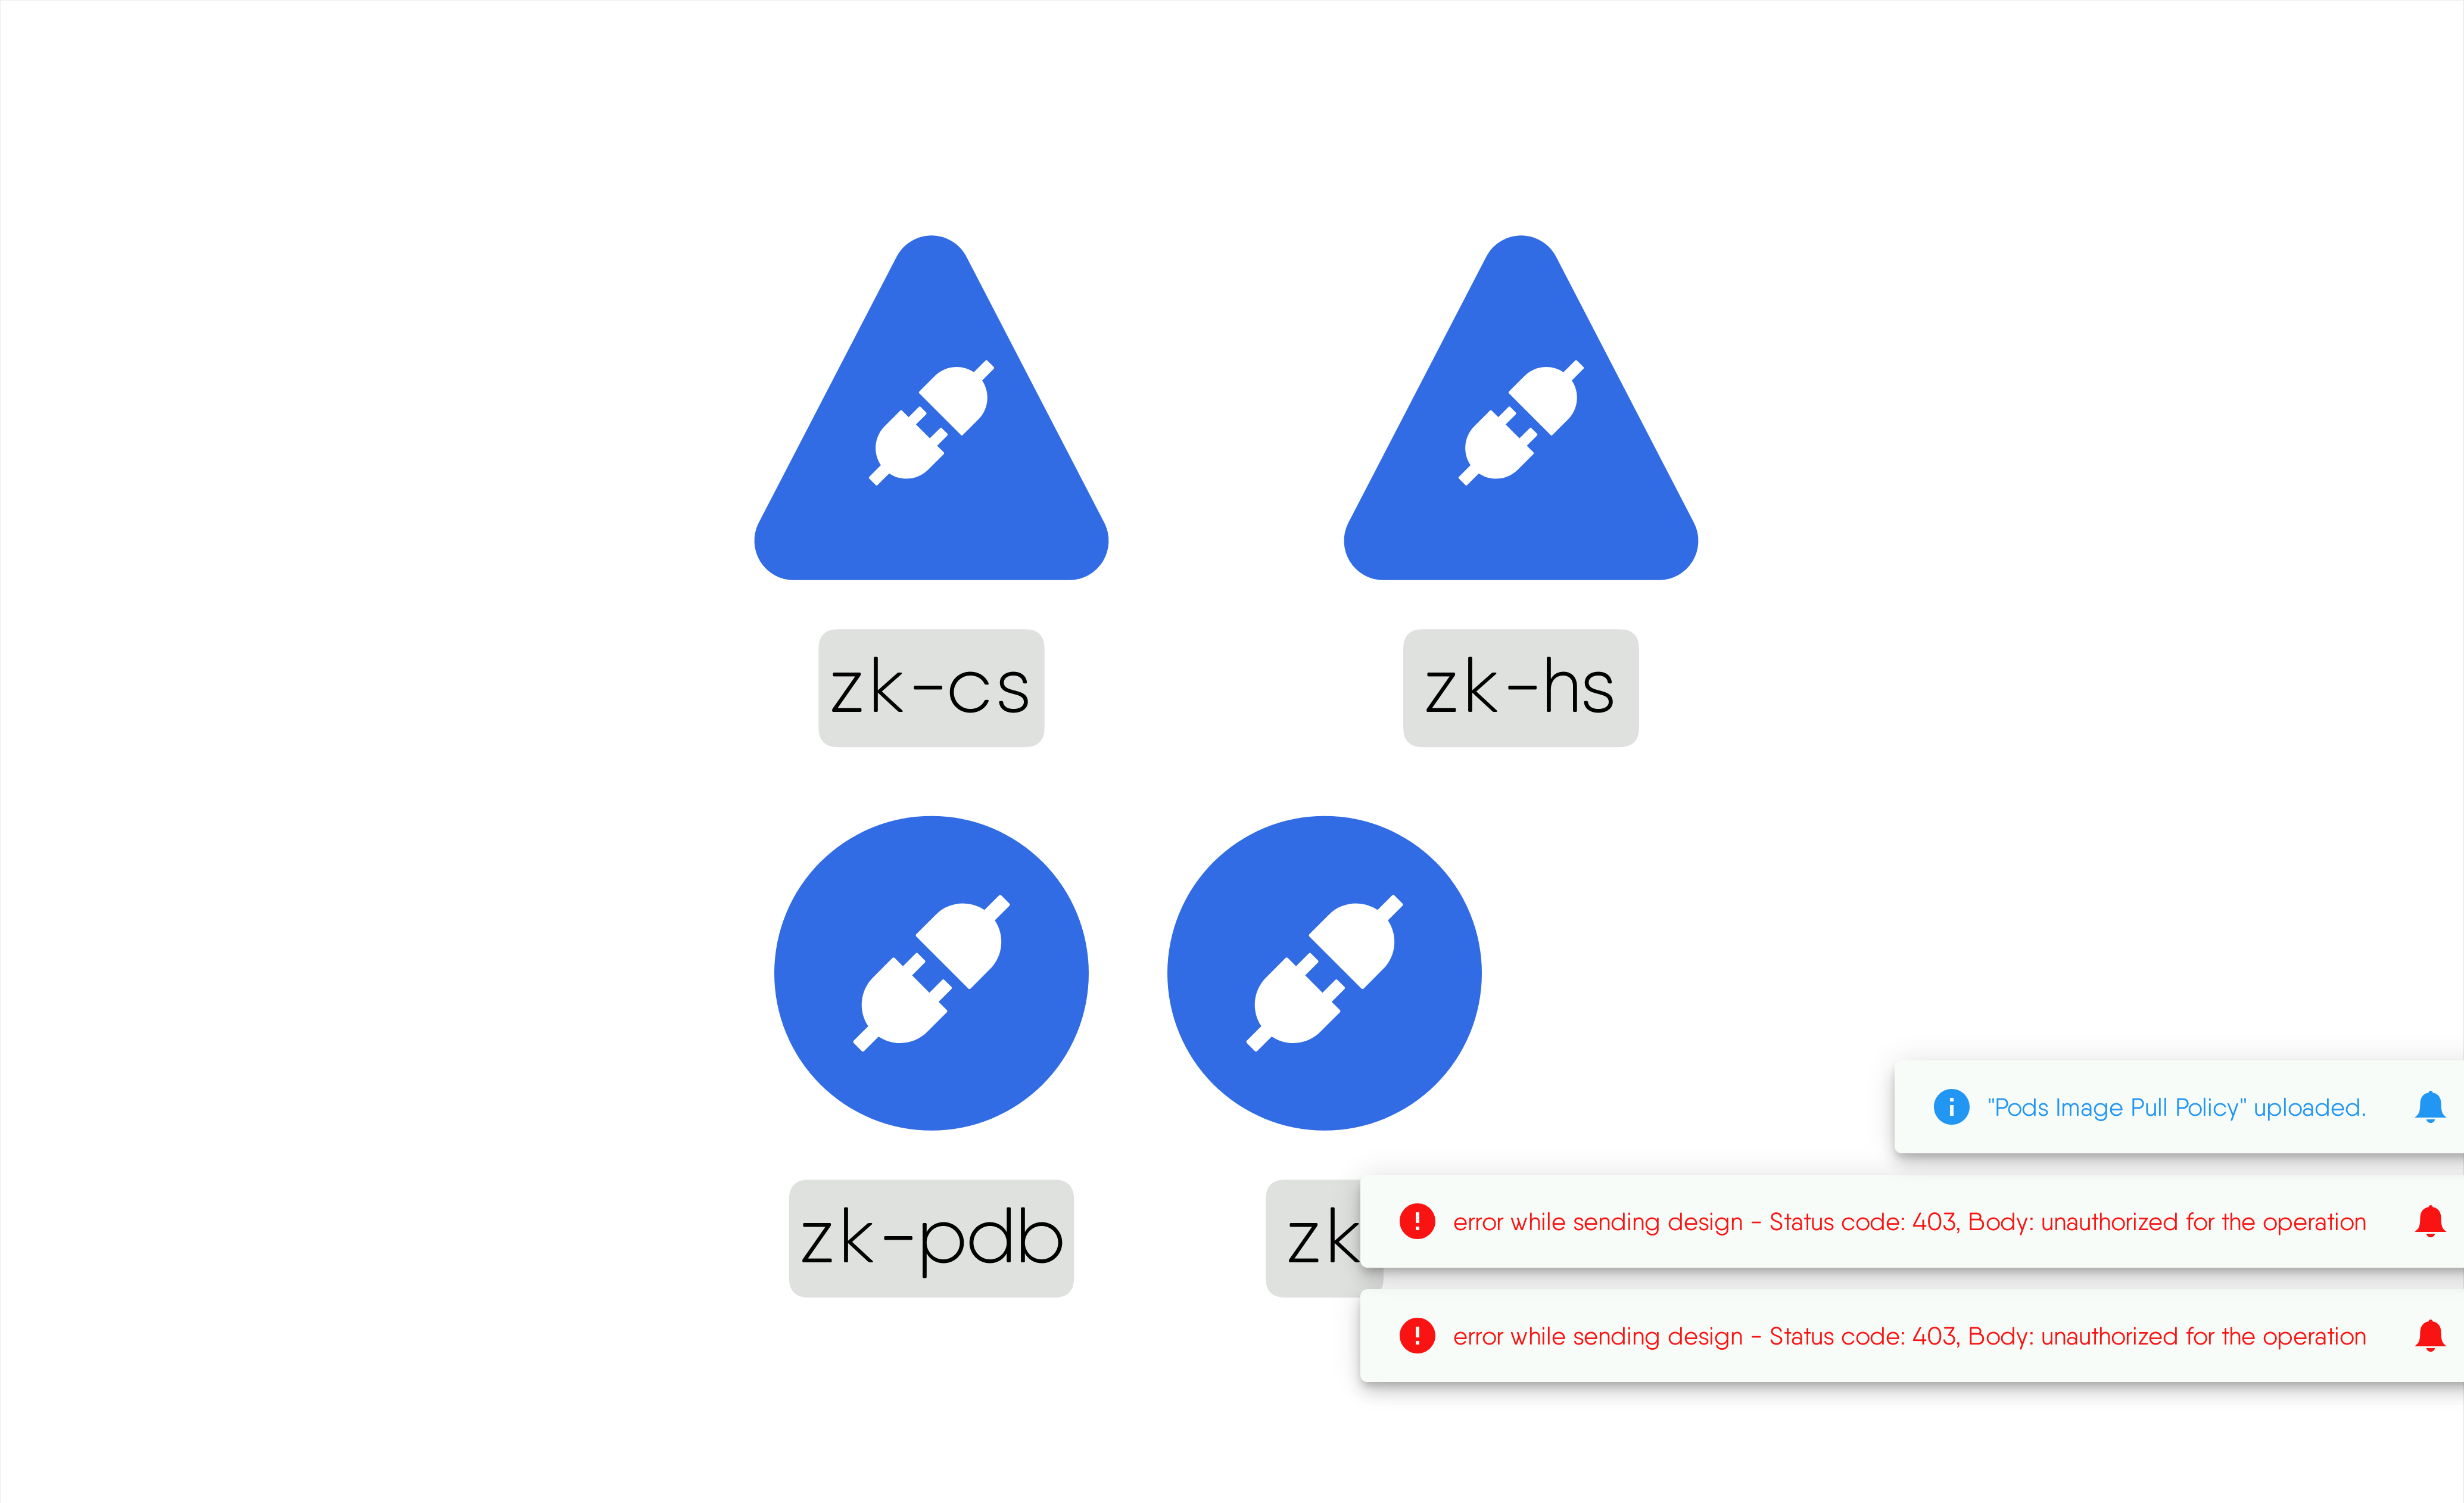 zk-cs
zk-hs
zk-pdb
zk
"Pods Image Pull Policy" uploaded.
error while sending design - Status code: 403, Body: unauthorized for the operation
error while sending design - Status code: 403, Body: unauthorized for the operation